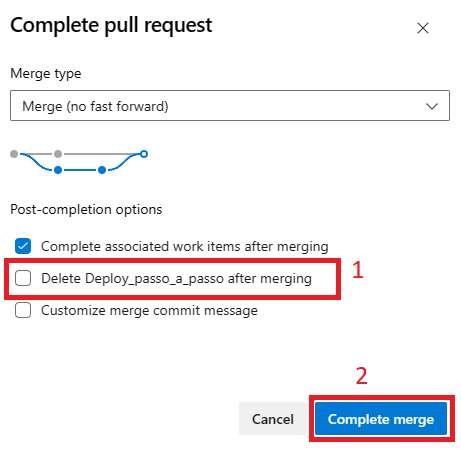 Complete pull request
Merge type
Merge (no fast forward)
Post-completion options
Complete associated work items after merging
Delete Deploy_passo_a_passo after merging
1
Customize merge commit message
2
Cancel
Complete merge